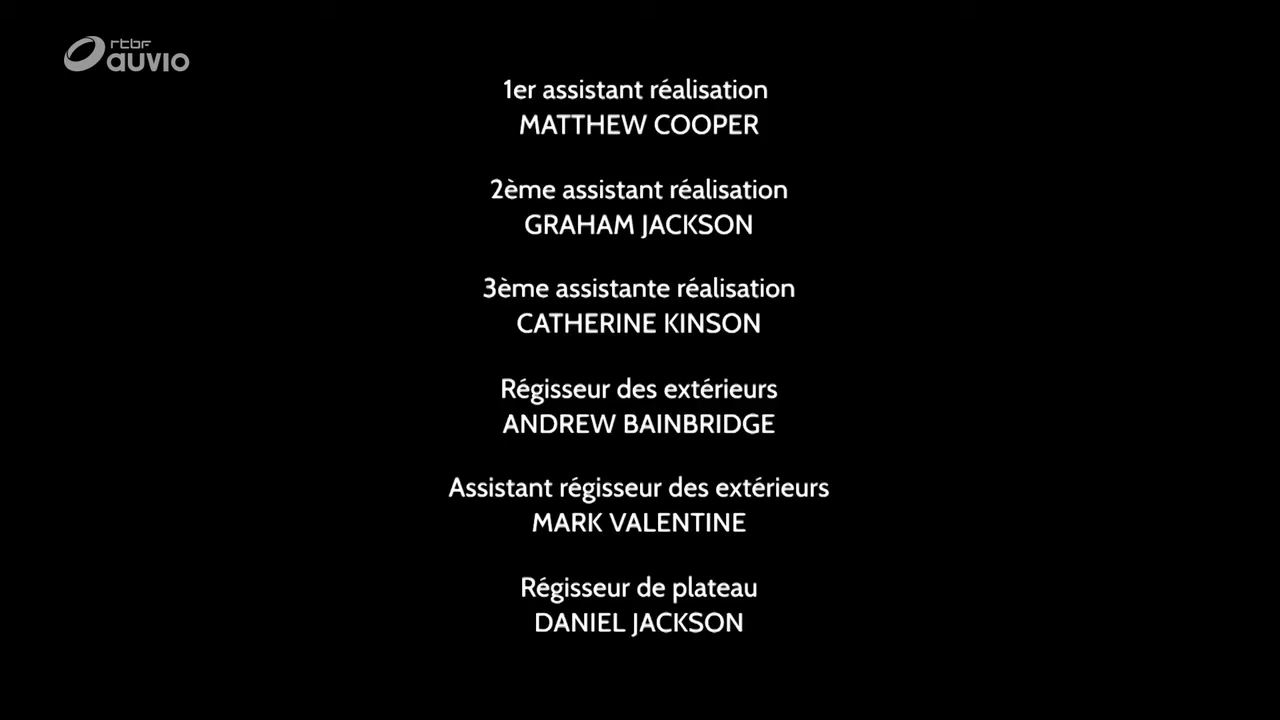 rtbf
auvio
1er assistant réalisation
MATTHEW COOPER
2ème assistant réalisation
GRAHAM JACKSON
3ème assistante réalisation
CATHERINE KINSON
Régisseur des extérieurs
ANDREW BAINBRIDGE
Assistant régisseur des extérieurs
MARK VALENTINE
Régisseur de plateau
DANIEL JACKSON